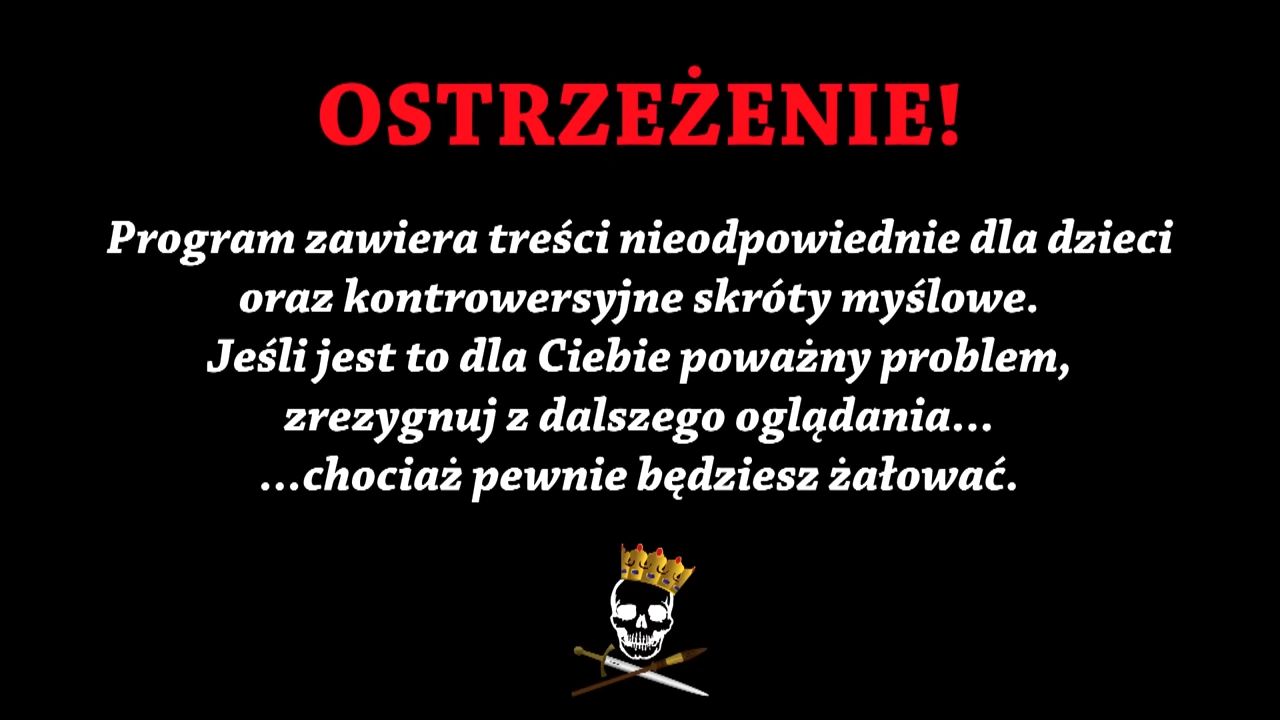 OSTRZEŻENIE!
Program zawiera treści nieodpowiednie dla dzieci
oraz kontrowersyjne skróty myślowe.
Jeśli jest to dla Ciebie poważny problem,
zrezygnuj z dalszego oglądania...
...chociaż pewnie będziesz żałować.